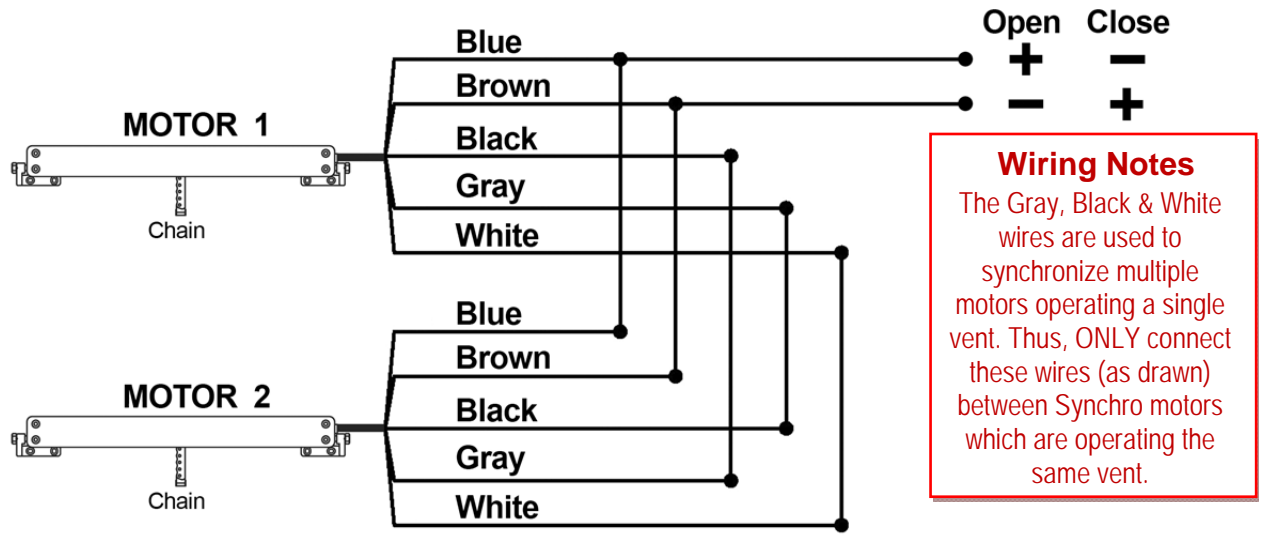 Open Close
+ −
− +
Blue
Brown
MOTOR 1
Black
Gray
Chain
White
Wiring Notes
The Gray, Black & White
wires are used to
synchronize multiple
motors operating a single
vent. Thus, ONLY connect
these wires (as drawn)
between Synchro motors
which are operating the
same vent.
Blue
Brown
MOTOR 2
Black
Gray
Chain
White